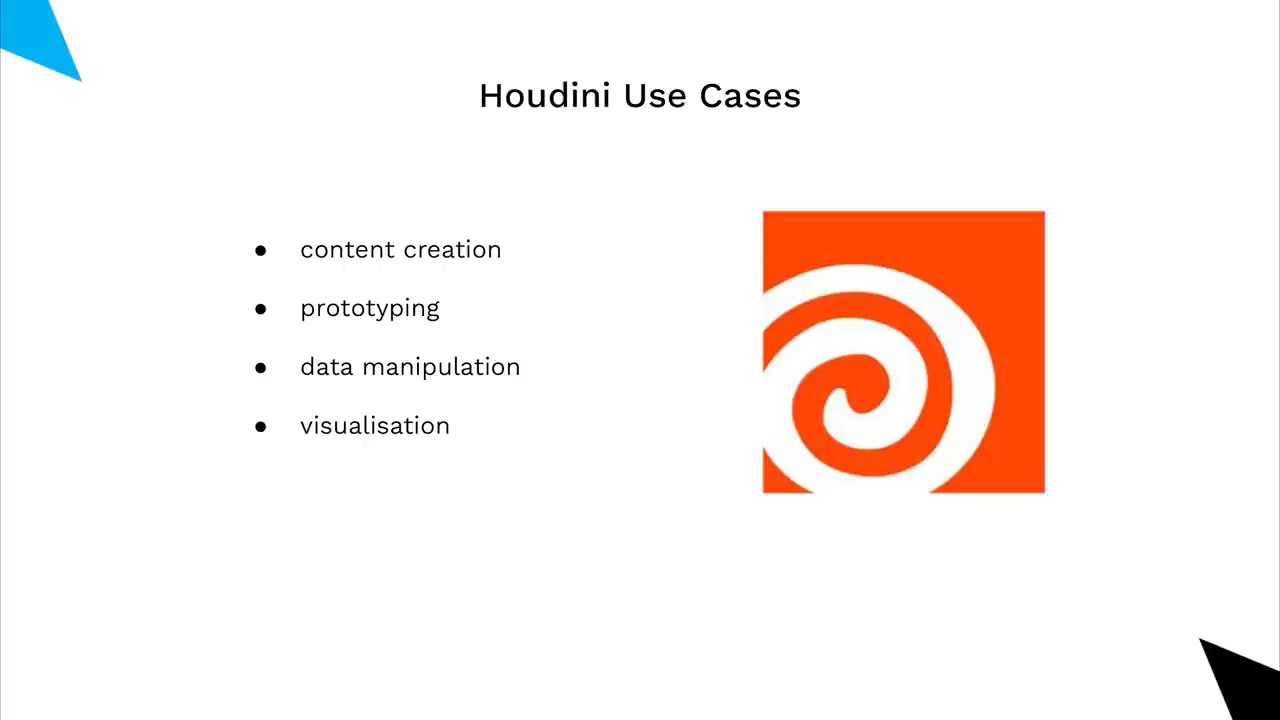 Houdini Use Cases
● content creation
● prototyping
● data manipulation
● visualisation